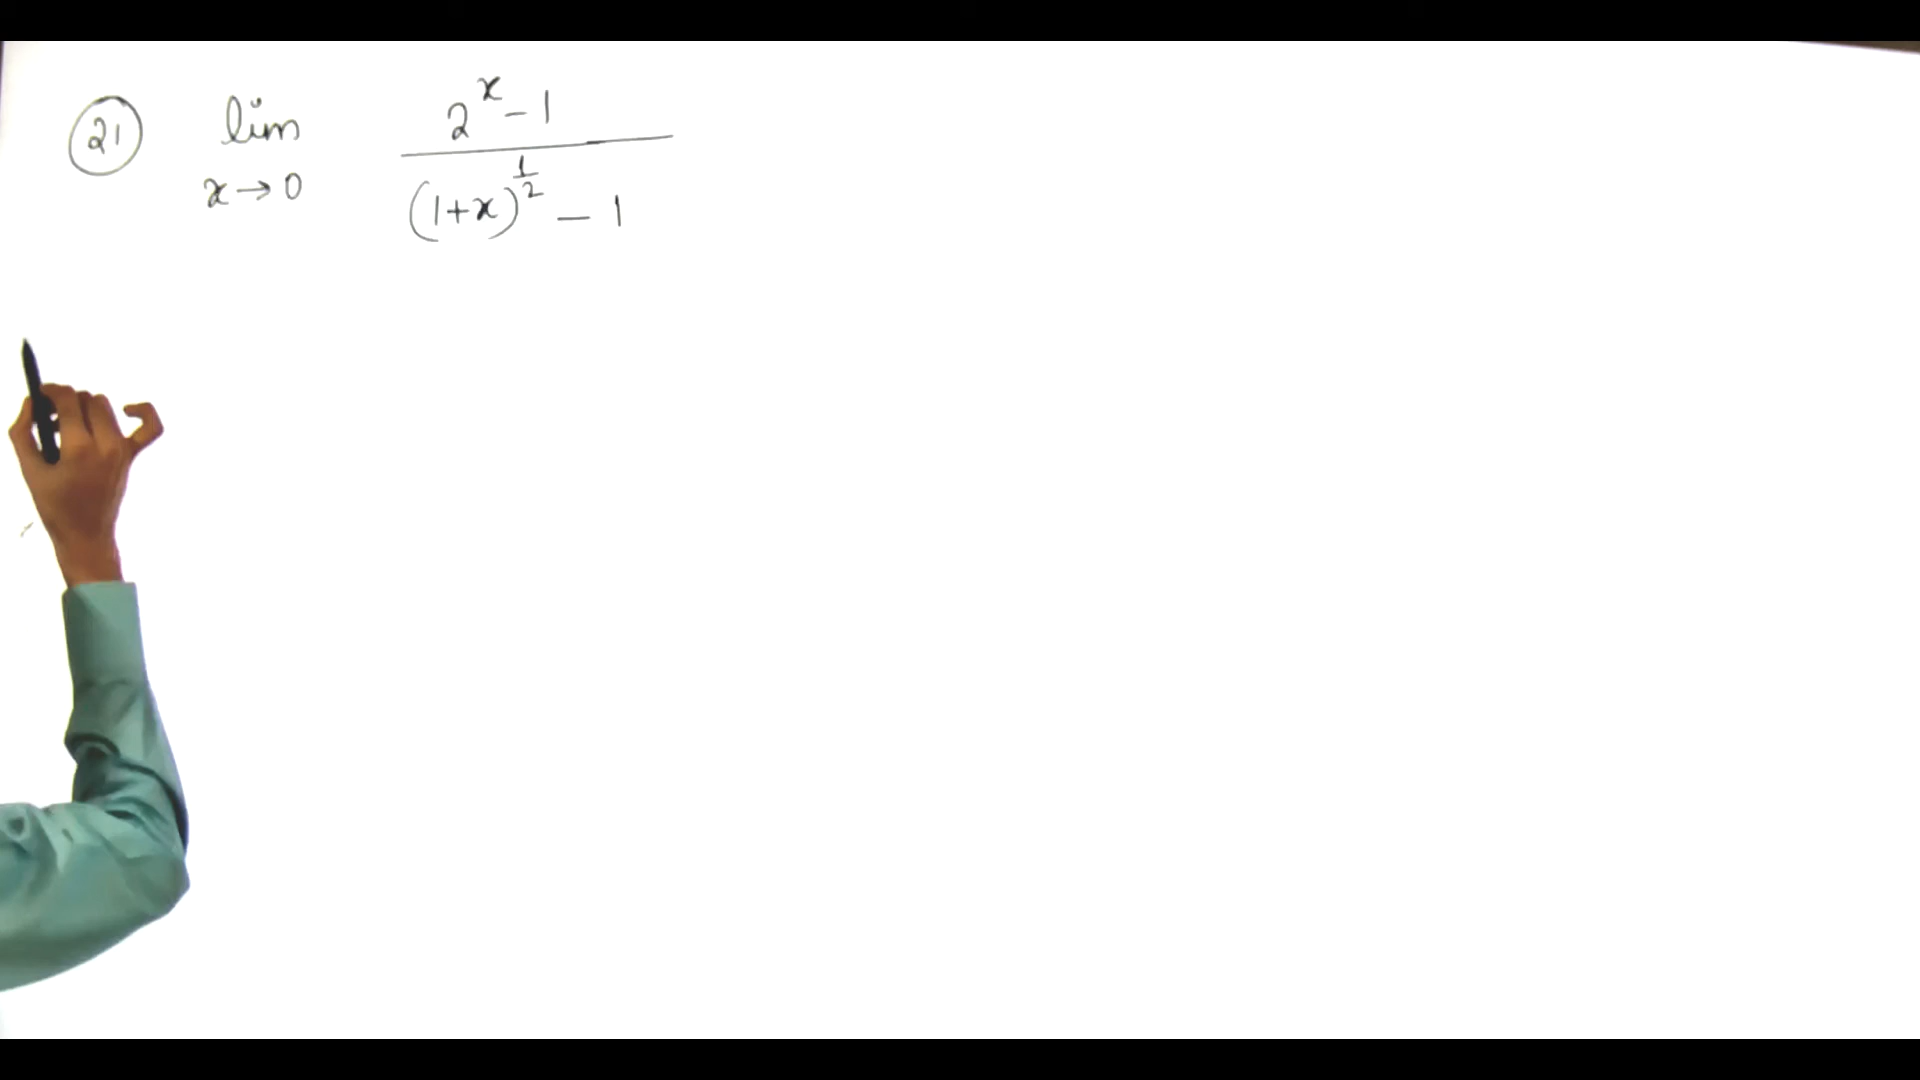 21 lim x→0 2^x - 1 / (1+x)^1/2 - 1